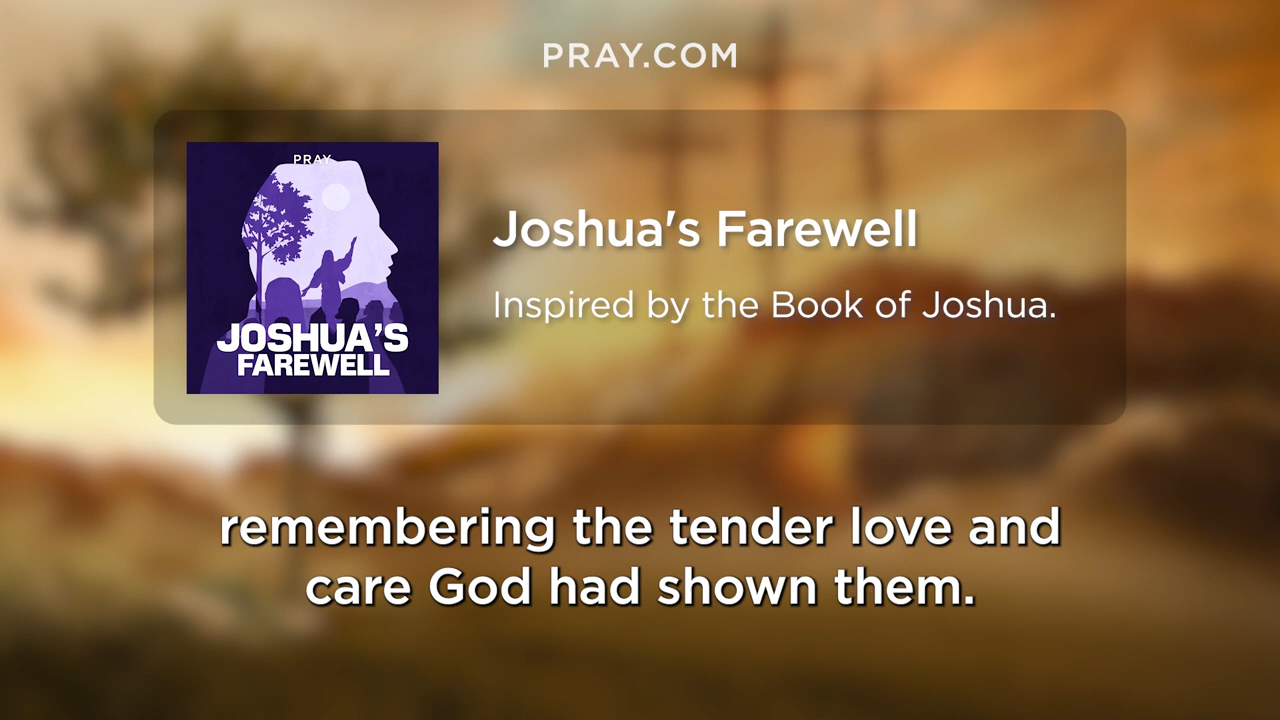 PRAY.COM
PRAY
JOSHUA'S
FAREWELL
Joshua's Farewell
Inspired by the Book of Joshua.
remembering the tender love and
care God had shown them.